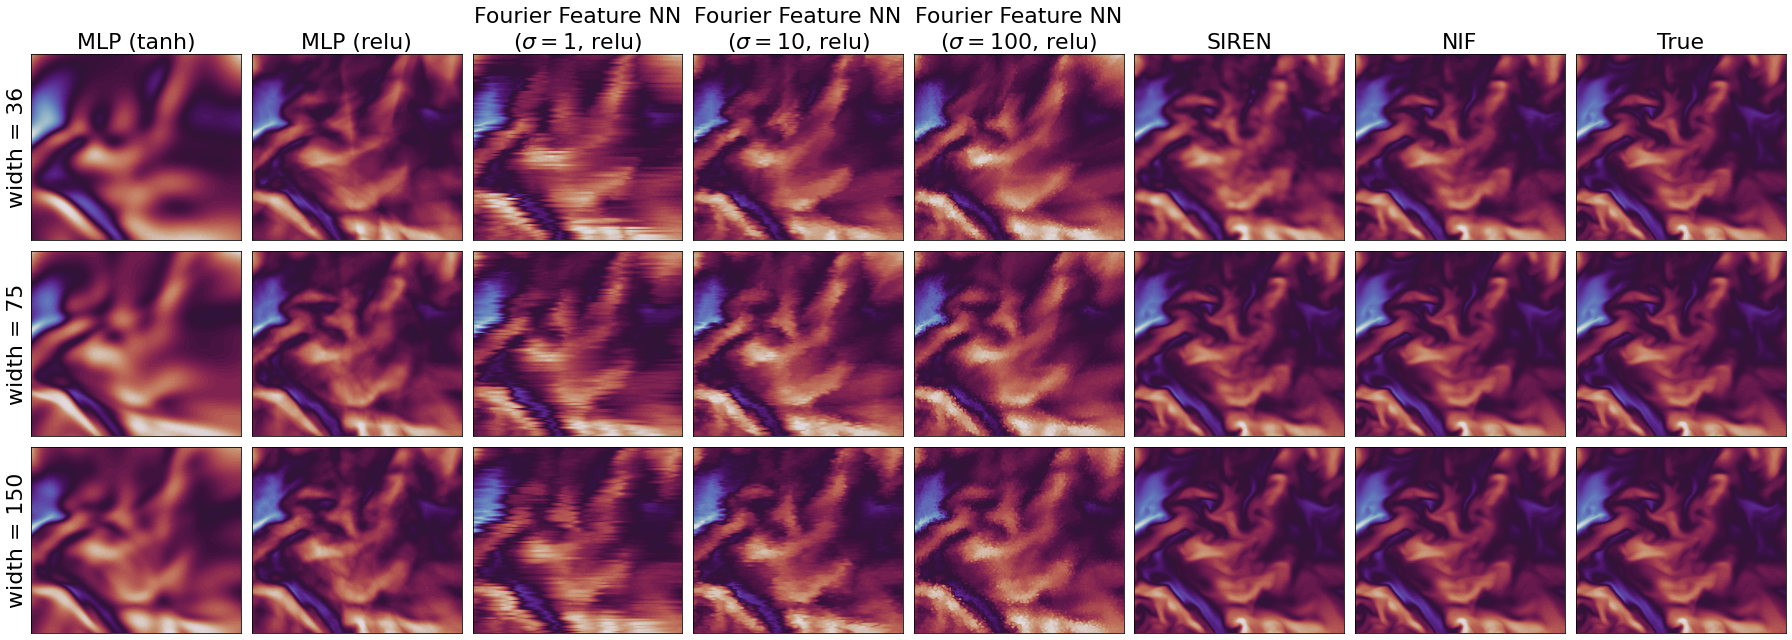 MLP (tanh)
MLP (relu)
Fourier Feature NN
(σ = 1, relu)
Fourier Feature NN
(σ = 10, relu)
Fourier Feature NN
(σ = 100, relu)
SIREN
NIF
True
width = 36
width = 75
width = 150